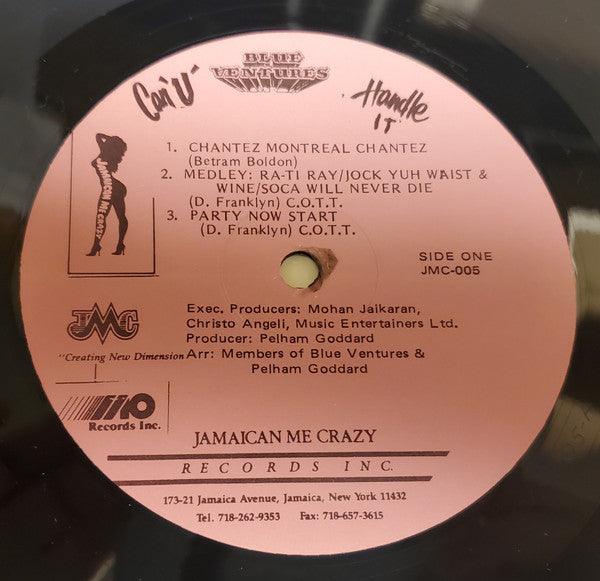 Can "U"
BLUE
VENTURES
Handle
IT
1. CHANTEZ MONTREAL CHANTEZ
(Betram Boldon)
2. MEDLEY: RA-TI RAY/JOCK YUH WAIST &
WINE/SOCA WILL NEVER DIE
(D. Franklyn) C.O.T.T.
3. PARTY NOW START
(D. Franklyn) C.O.T.T.
JAMAICAN ME CRAZY
SIDE ONE
JMC-005
JMC
"Creating New Dimension
Exec. Producers: Mohan Jaikaran,
Christo Angeli, Music Entertainers Ltd.
Producer: Pelham Goddard
Arr: Members of Blue Ventures &
Pelham Goddard
Records Inc.
JAMAICAN ME CRAZY
RECORDS INC.
173-21 Jamaica Avenue, Jamaica, New York 11432
Tel. 718-262-9353 Fax: 718-657-3615